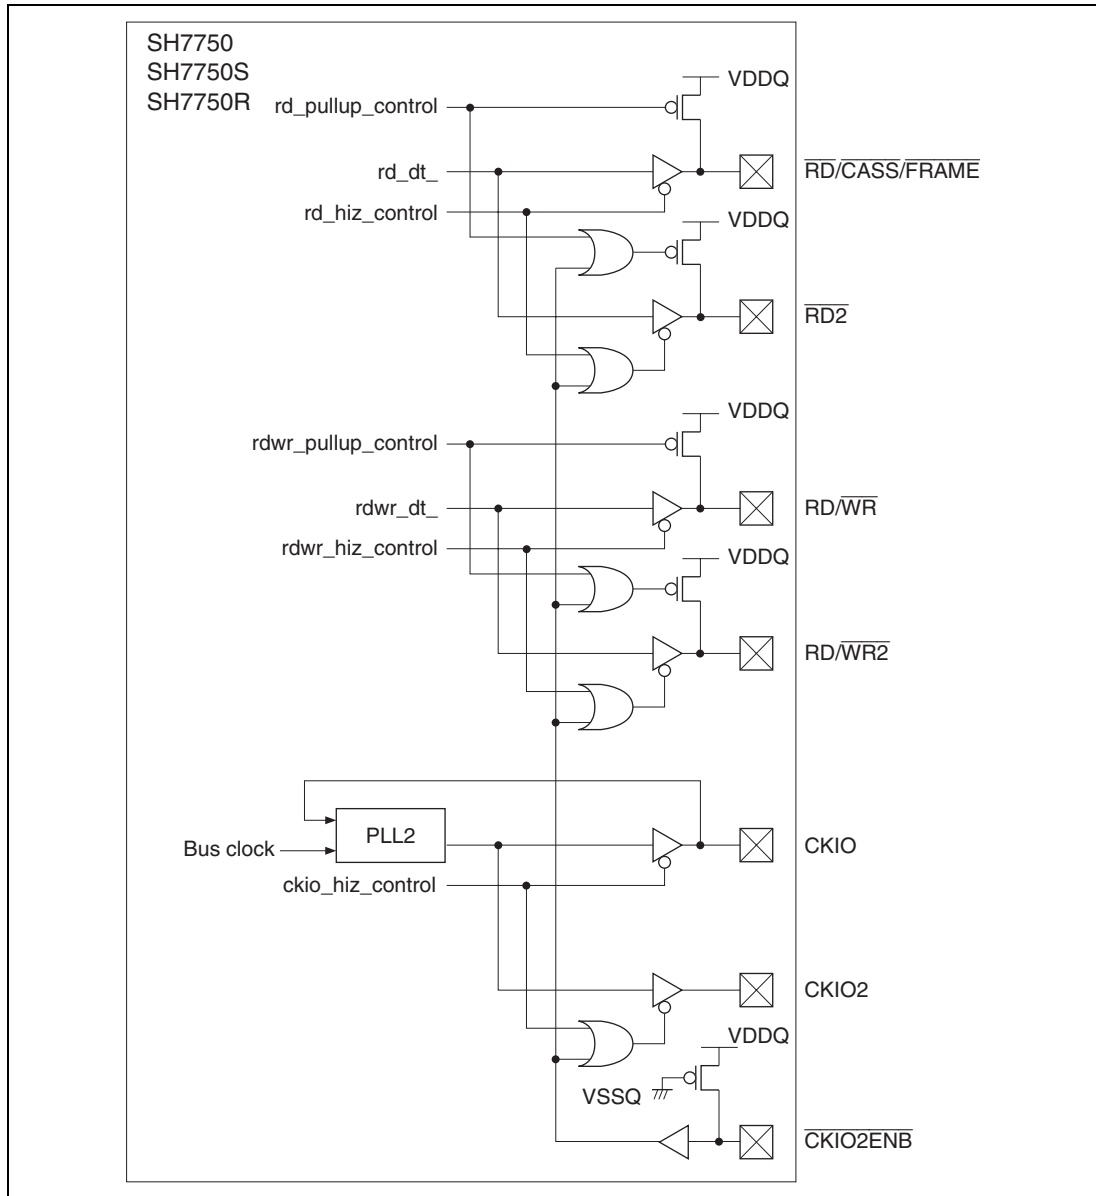 SH7750
SH7750S
SH7750R
VDDQ
rd_pullup_control
rd_dt_
RD/CASS/FRAME
rd_hiz_control
VDDQ
RD2
VDDQ
rdwr_pullup_control
rdwr_dt_
RD/WR
rdwr_hiz_control
VDDQ
RD/WR2
PLL2
Bus clock
CKIO
ckio_hiz_control
CKIO2
VDDQ
VSSQ
CKIO2ENB